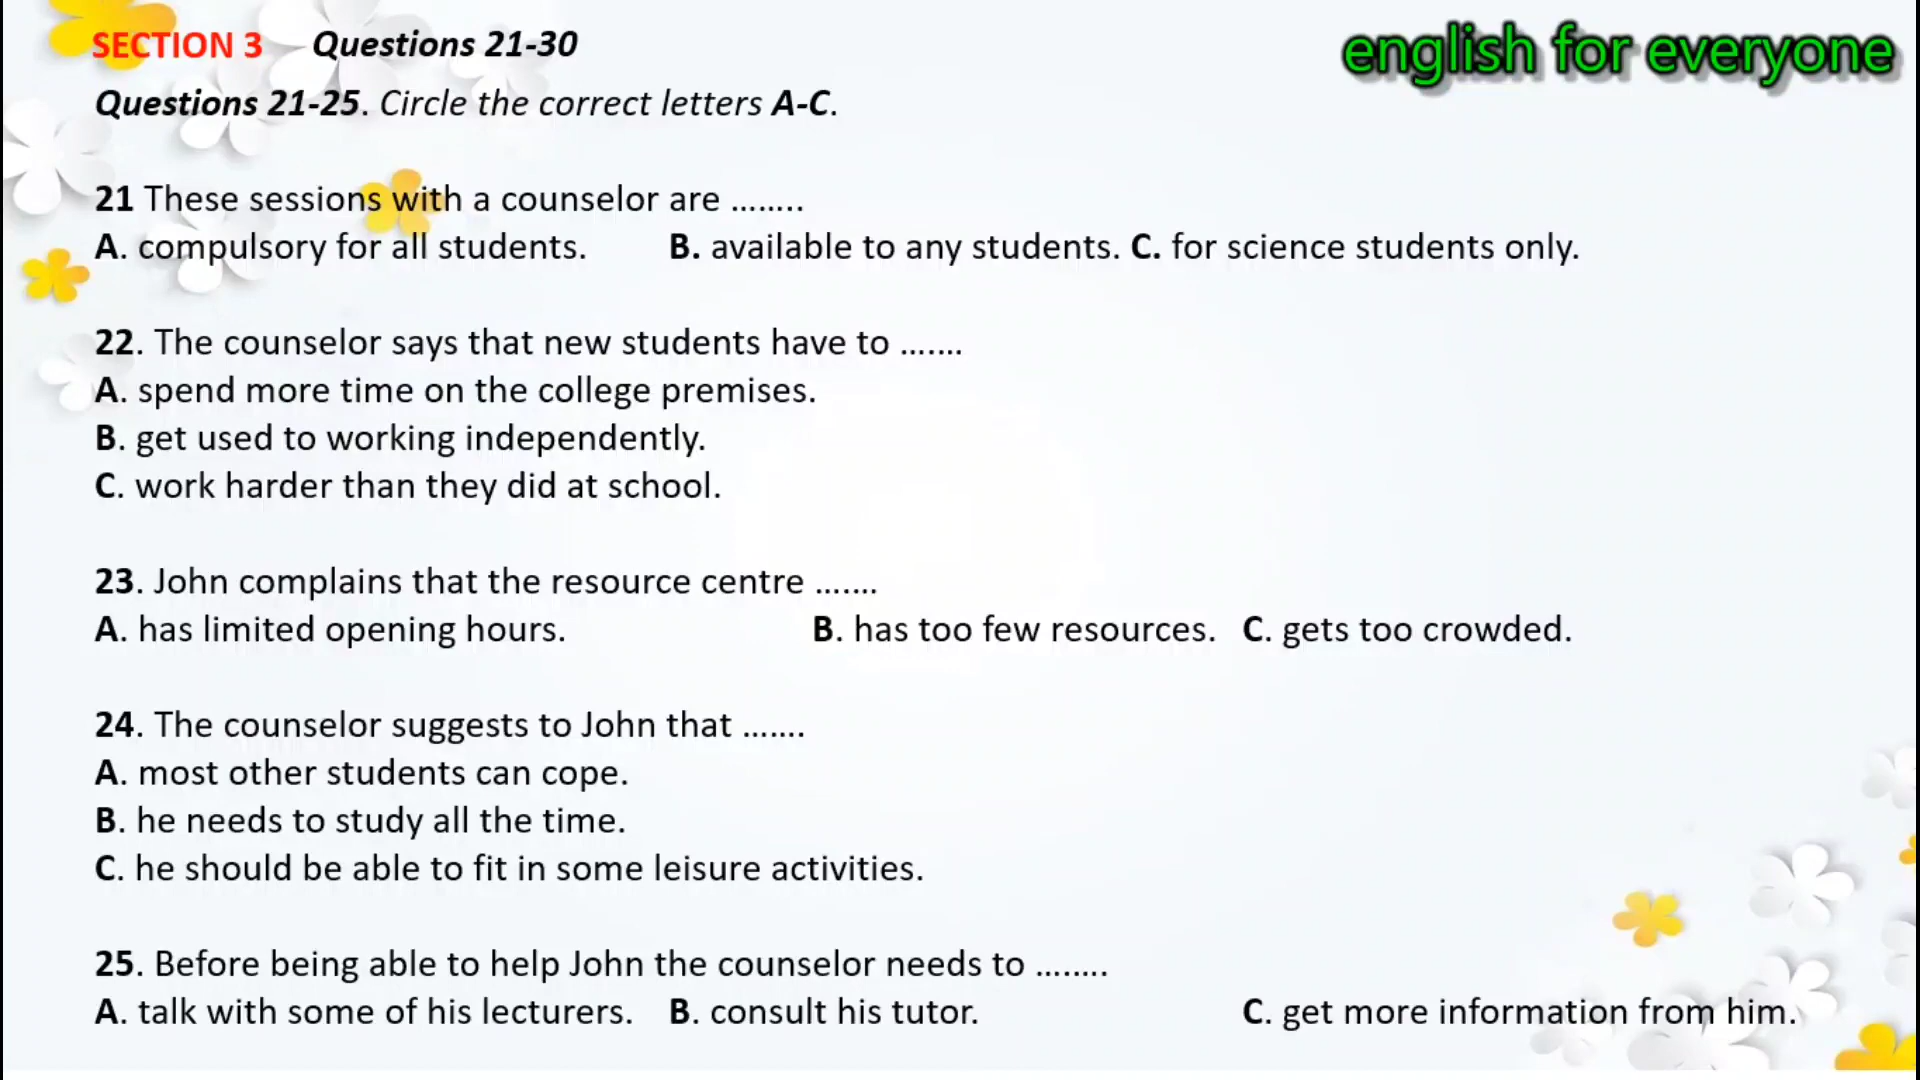 SECTION 3 Questions 21-30
english for everyone
Questions 21-25. Circle the correct letters A-C.
21 These sessions with a counselor are ........
A. compulsory for all students. B. available to any students. C. for science students only.
22. The counselor says that new students have to .......
A. spend more time on the college premises.
B. get used to working independently.
C. work harder than they did at school.
23. John complains that the resource centre .......
A. has limited opening hours. B. has too few resources. C. gets too crowded.
24. The counselor suggests to John that .......
A. most other students can cope.
B. he needs to study all the time.
C. he should be able to fit in some leisure activities.
25. Before being able to help John the counselor needs to ........
A. talk with some of his lecturers. B. consult his tutor. C. get more information from him.